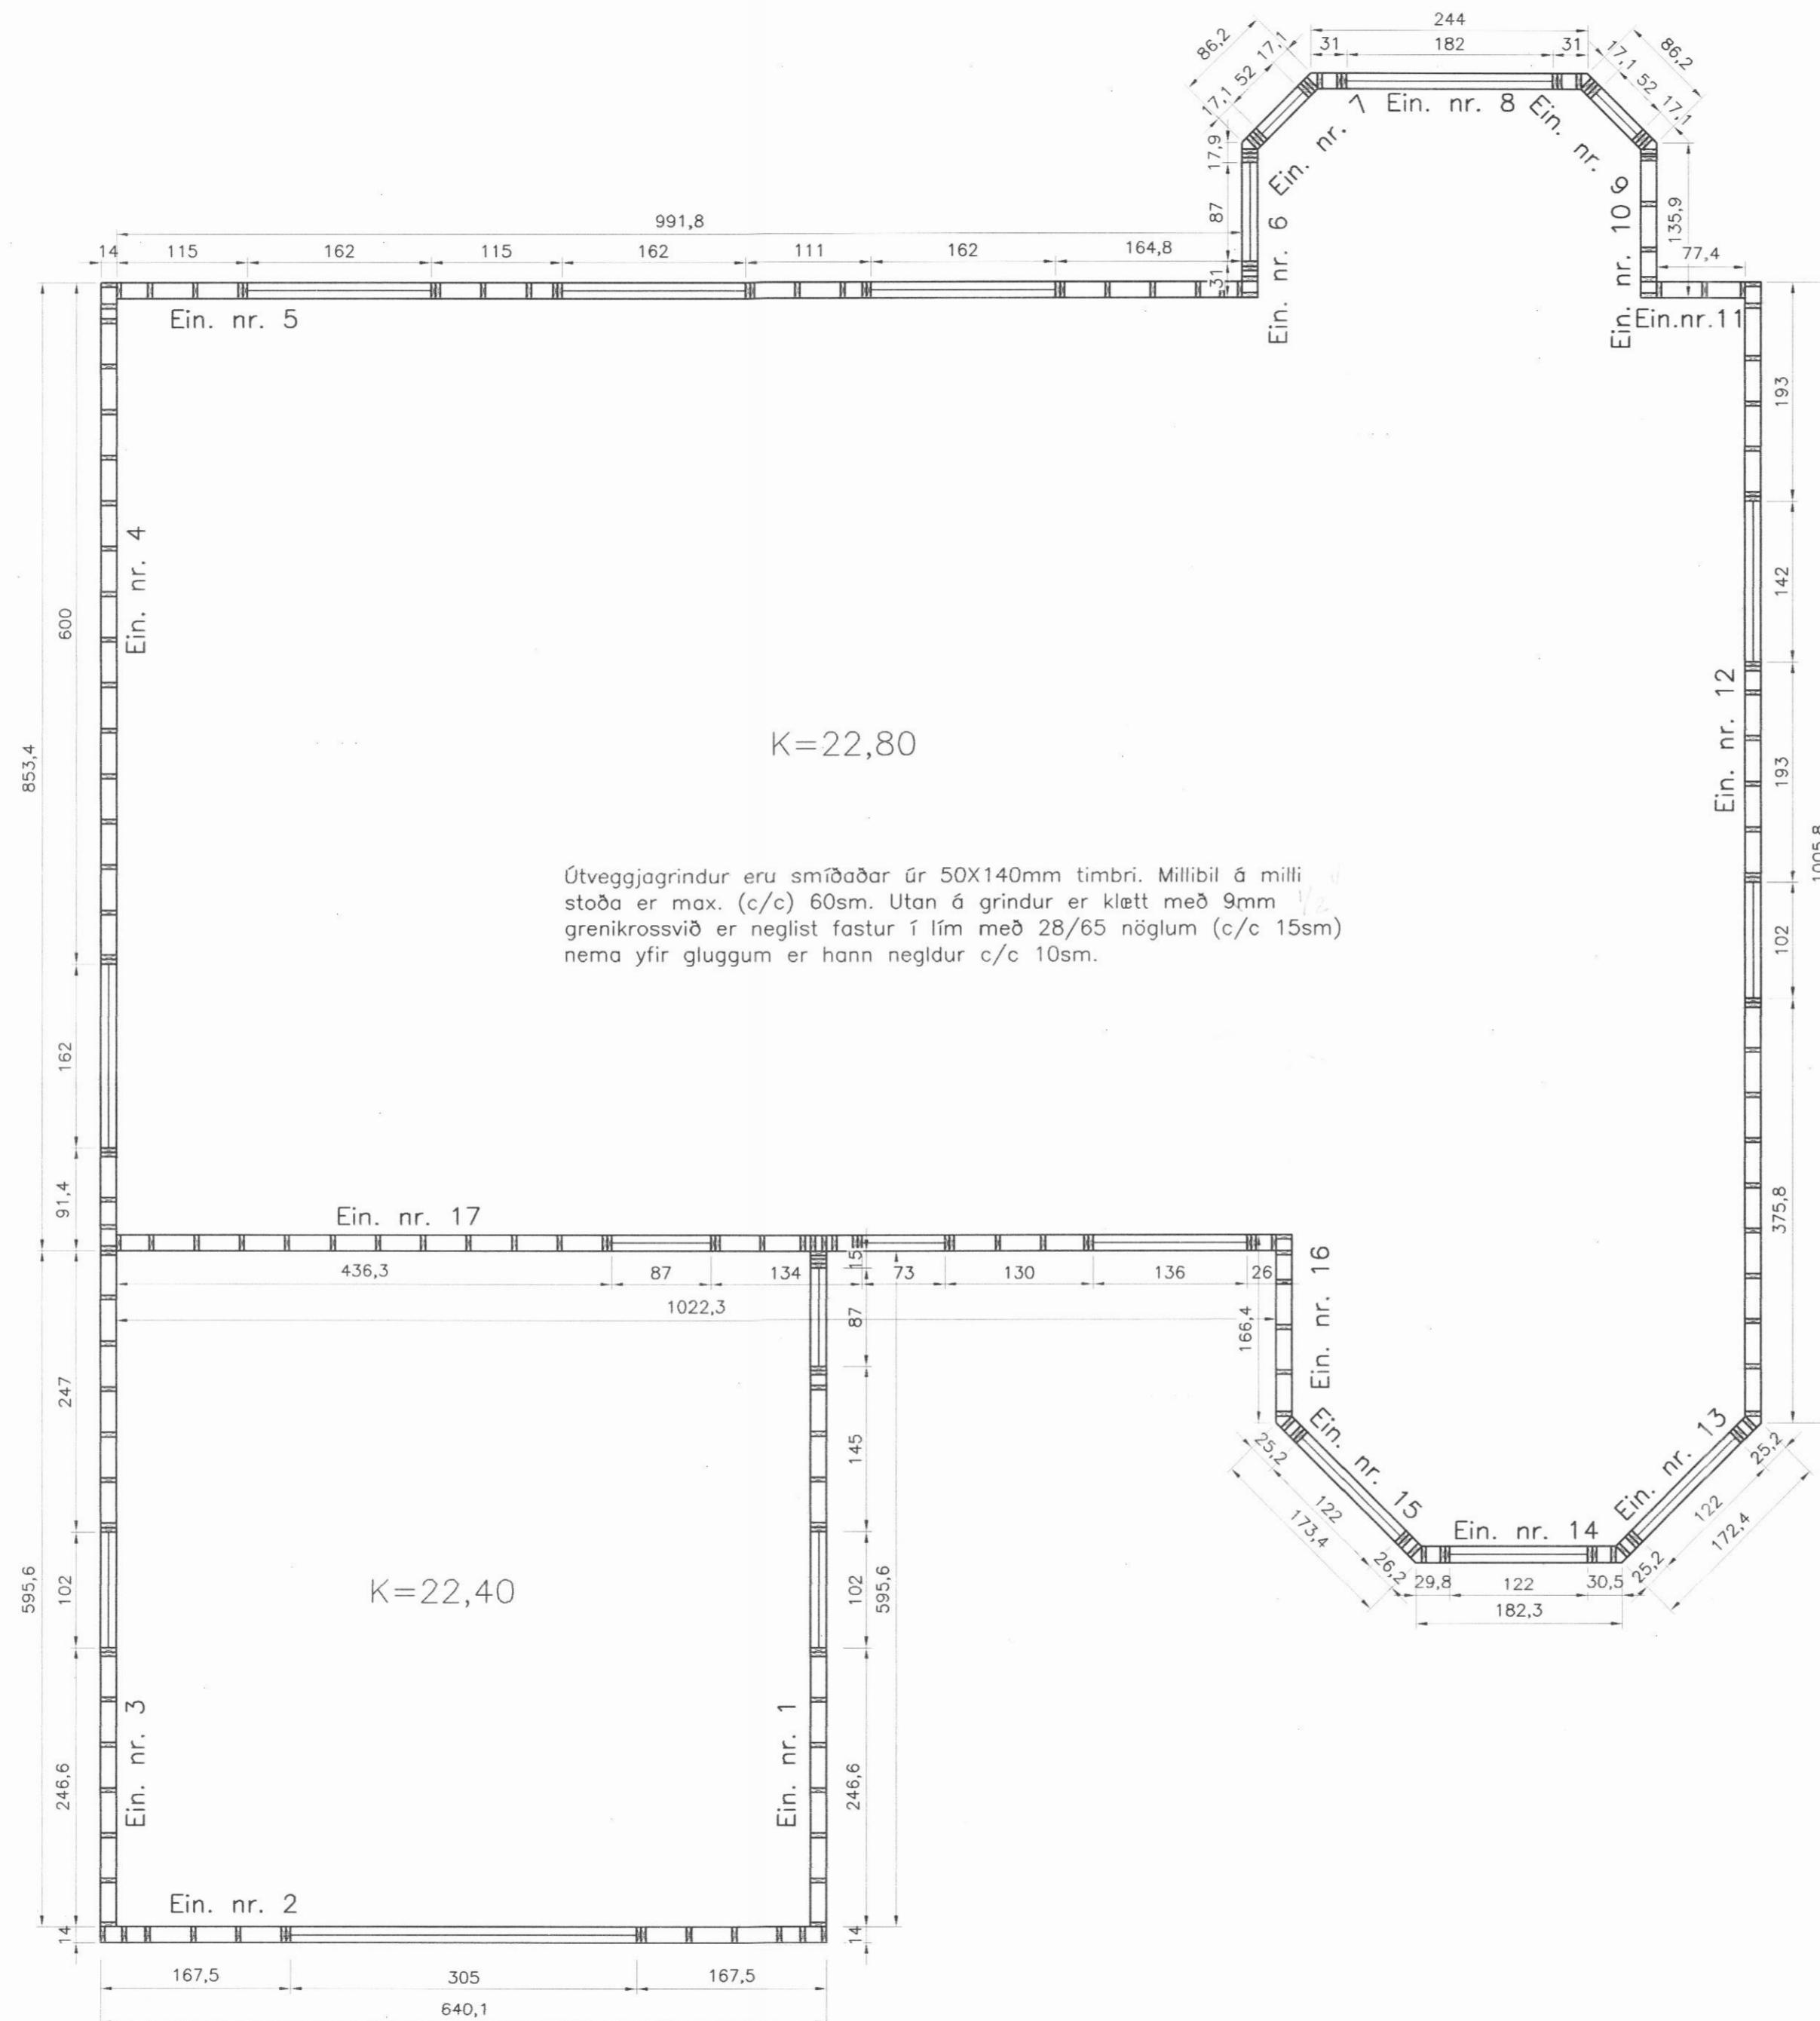 244
31 182 31
86,2
17,1 52 17,1
17,1 52 17,1
86,2
Ein. nr. 7
Ein. nr. 8
Ein. nr. 9
17,9
87
31
Ein. nr. 6
Ein. nr. 10
135,9
77,4
Ein.nr.11
991,8
14 115 162 115 162 111 162 164,8
Ein. nr. 5
193
142
193
102
375,8
1005,8
Ein. nr. 12
Ein. nr. 4
600
162
91,4
853,4
K=22,80
Útveggjagrindur eru smíðaðar úr 50X140mm timbri. Millibil á milli
stoða er max. (c/c) 60sm. Utan á grindur er klætt með 9mm
grenikrossvið er neglist fastur í lím með 28/65 nöglum (c/c 15sm)
nema yfir gluggum er hann negldur c/c 10sm.
Ein. nr. 17
436,3 87 134 73 130 136 26
1022,3
15
87
145
102
246,6
14
595,6
166,4
Ein. nr. 16
Ein. nr. 15
25,2
122
26,2
173,4
Ein. nr. 14
29,8 122 30,5
182,3
Ein. nr. 13
25,2
122
25,2
172,4
247
102
246,6
14
595,6
K=22,40
Ein. nr. 3
Ein. nr. 1
Ein. nr. 2
167,5 305 167,5
640,1